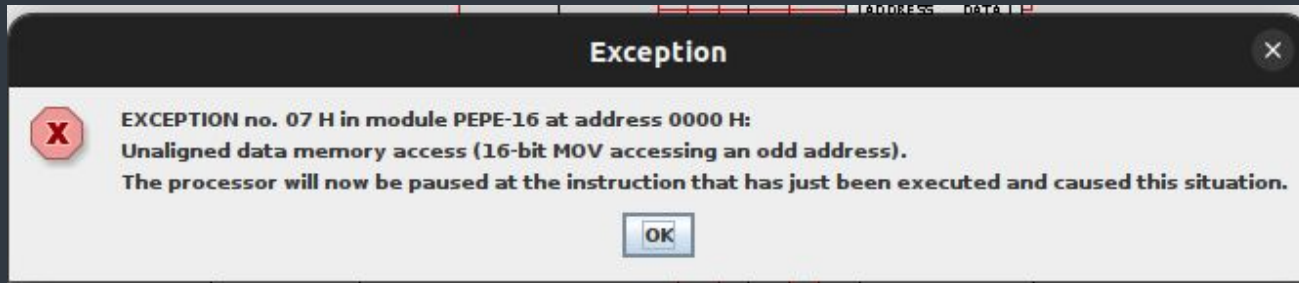 ADDRESS DATA
Exception
EXCEPTION no. 07 H in module PEPE-16 at address 0000 H:
Unaligned data memory access (16-bit MOV accessing an odd address).
The processor will now be paused at the instruction that has just been executed and caused this situation.
OK